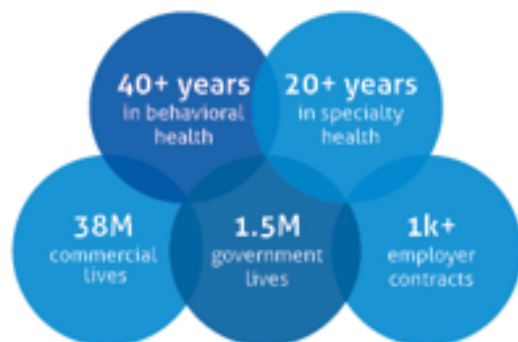 40+ years
in behavioral
health
20+ years
in specialty
health
38M
commercial
lives
1.5M
government
lives
1k+
employer
contracts